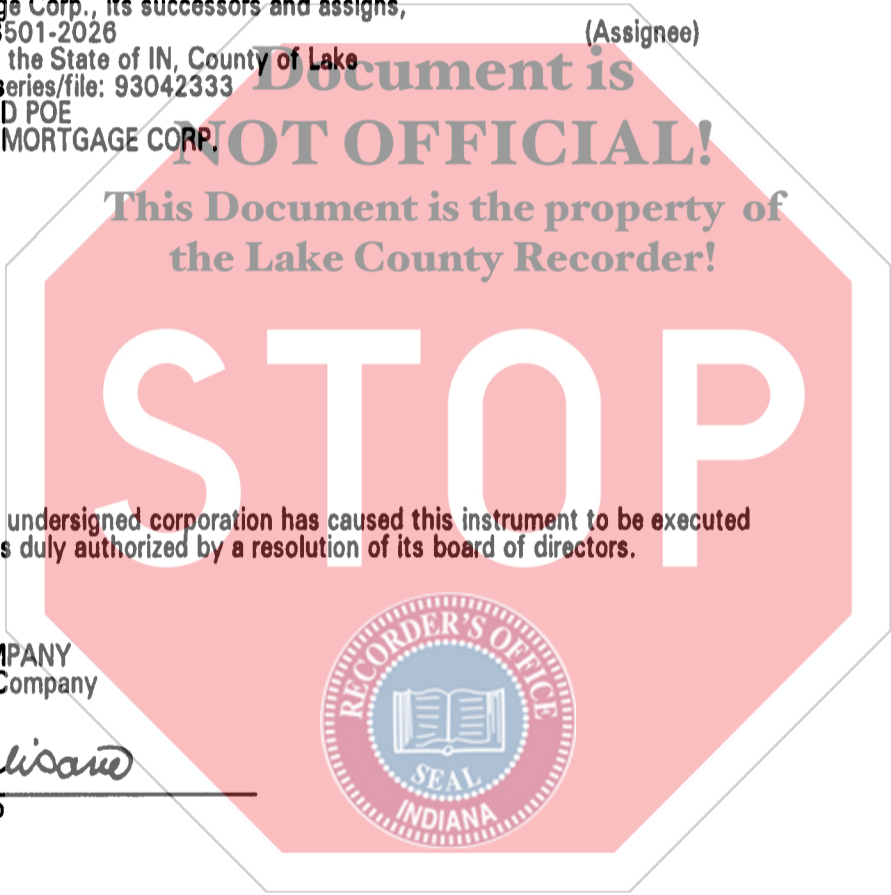 ge Corp., its successors and assigns,
501-2026 (Assignee)
the State of IN, County of Lake
series/file: 93042333
D POE
MORTGAGE CORP.
Document is
NOT OFFICIAL!
This Document is the property of
the Lake County Recorder!
STOP
undersigned corporation has caused this instrument to be executed
s duly authorized by a resolution of its board of directors.
MPANY
Company
RECORDER'S OFFICE
SEAL
INDIANA